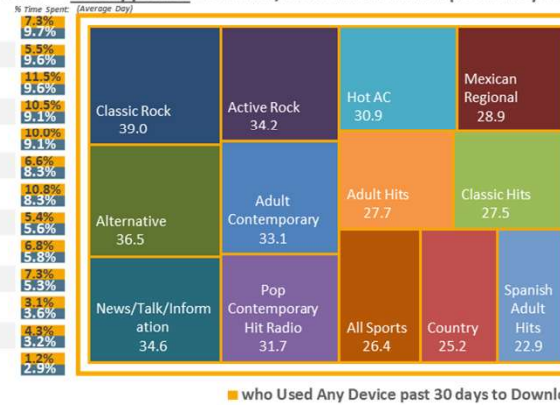 % Time Spent: (Average Day)
7.3%
9.7%
5.5%
9.6%
11.5%
9.6%
10.5%
9.1%
10.0%
9.1%
6.6%
8.3%
10.8%
8.3%
5.4%
5.6%
6.8%
5.8%
7.3%
5.3%
3.1%
3.6%
4.3%
3.2%
1.2%
2.9%
Classic Rock
39.0
Active Rock
34.2
Hot AC
30.9
Mexican
Regional
28.9
Alternative
36.5
Adult
Contemporary
33.1
Adult Hits
27.7
Classic Hits
27.5
News/Talk/Inform
ation
34.6
Pop
Contemporary
Hit Radio
31.7
All Sports
26.4
Country
25.2
Spanish
Adult
Hits
22.9
who Used Any Device past 30 days to Downl